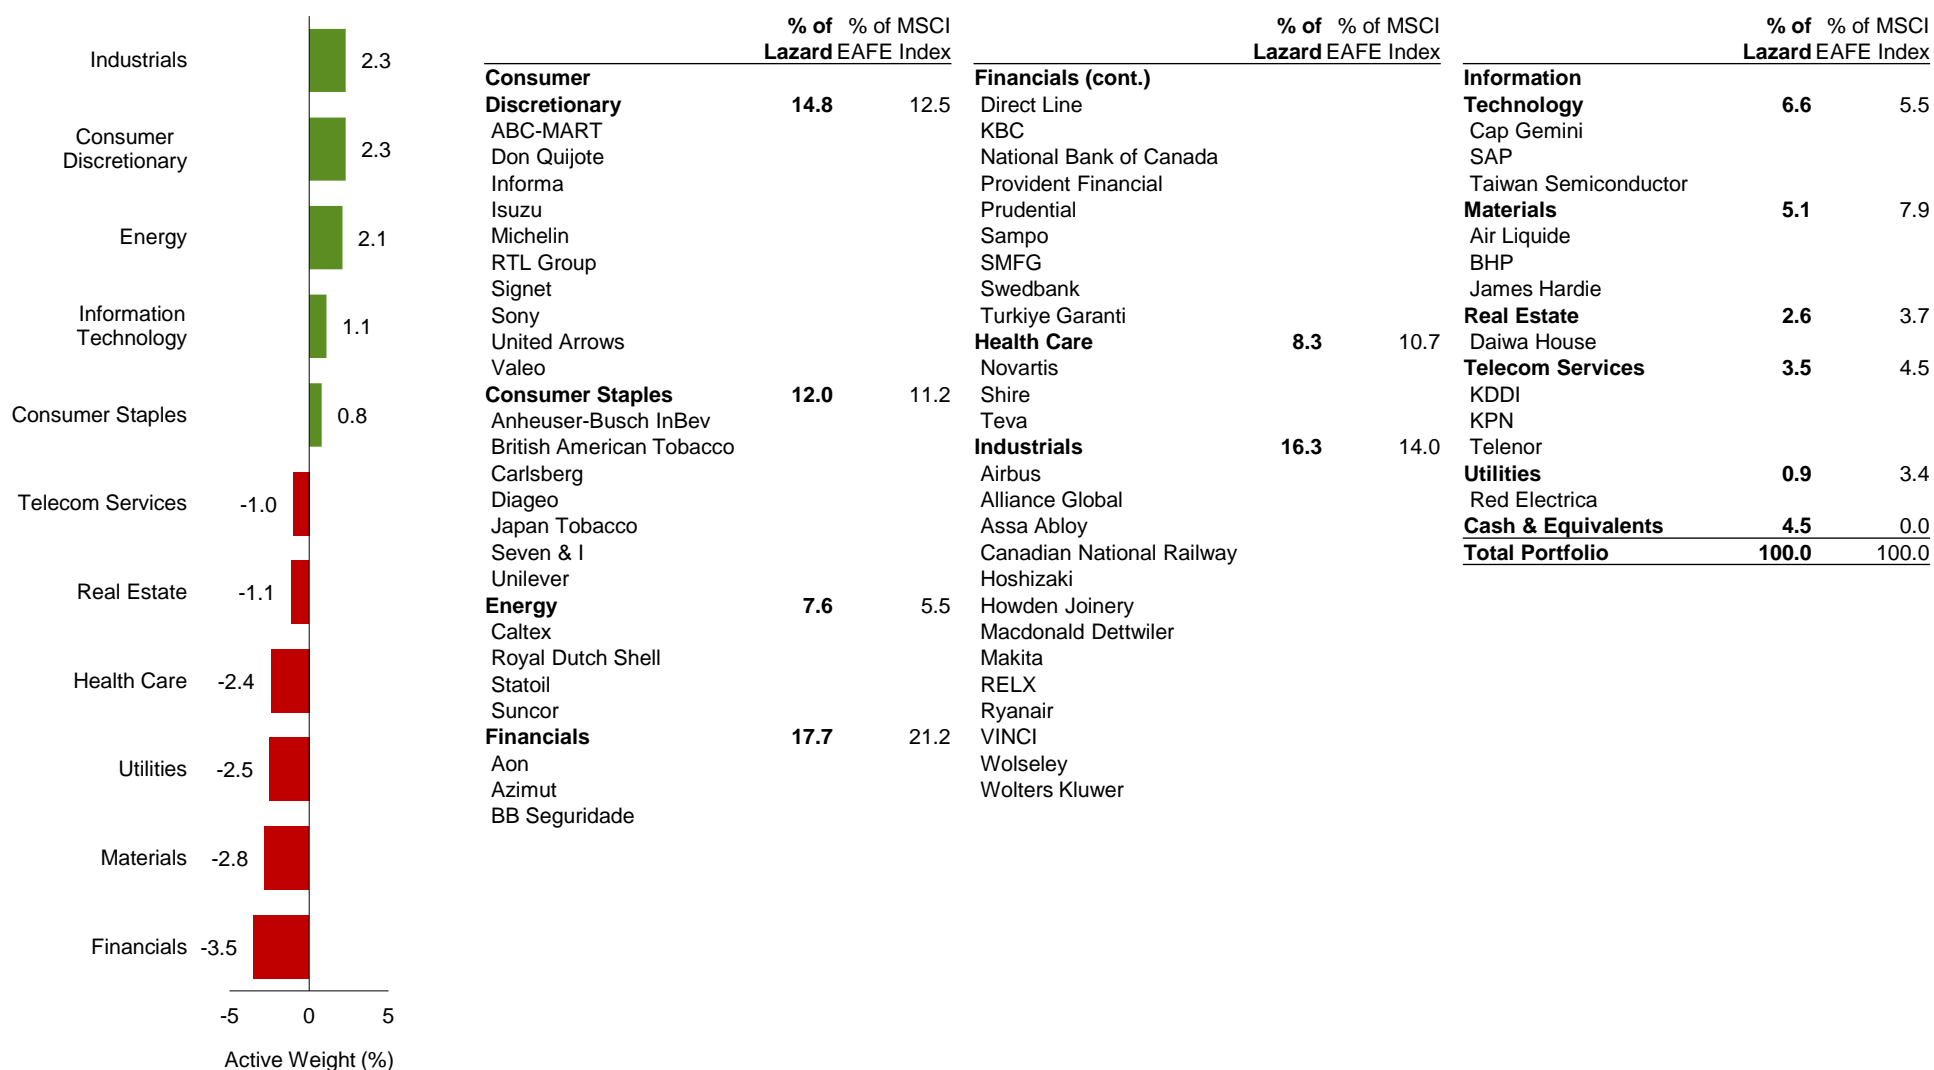 Industrials 2.3
Consumer
Discretionary 2.3
Energy 2.1
Information
Technology 1.1
Consumer Staples 0.8
Telecom Services -1.0
Real Estate -1.1
Health Care -2.4
Utilities -2.5
Materials -2.8
Financials -3.5
-5 0 5
Active Weight (%)
% of % of MSCI
Lazard EAFE Index
Consumer
Discretionary 14.8 12.5
ABC-MART
Don Quijote
Informa
Isuzu
Michelin
RTL Group
Signet
Sony
United Arrows
Valeo
Consumer Staples 12.0 11.2
Anheuser-Busch InBev
British American Tobacco
Carlsberg
Diageo
Japan Tobacco
Seven & I
Unilever
Energy 7.6 5.5
Caltex
Royal Dutch Shell
Statoil
Suncor
Financials 17.7 21.2
Aon
Azimut
BB Seguridade
% of % of MSCI
Lazard EAFE Index
Financials (cont.)
Direct Line
KBC
National Bank of Canada
Provident Financial
Prudential
Sampo
SMFG
Swedbank
Turkiye Garanti
Health Care 8.3 10.7
Novartis
Shire
Teva
Industrials 16.3 14.0
Airbus
Alliance Global
Assa Abloy
Canadian National Railway
Hoshizaki
Howden Joinery
Macdonald Dettwiler
Makita
RELX
Ryanair
VINCI
Wolseley
Wolters Kluwer
% of % of MSCI
Lazard EAFE Index
Information
Technology 6.6 5.5
Cap Gemini
SAP
Taiwan Semiconductor
Materials 5.1 7.9
Air Liquide
BHP
James Hardie
Real Estate 2.6 3.7
Daiwa House
Telecom Services 3.5 4.5
KDDI
KPN
Telenor
Utilities 0.9 3.4
Red Electrica
Cash & Equivalents 4.5 0.0
Total Portfolio 100.0 100.0